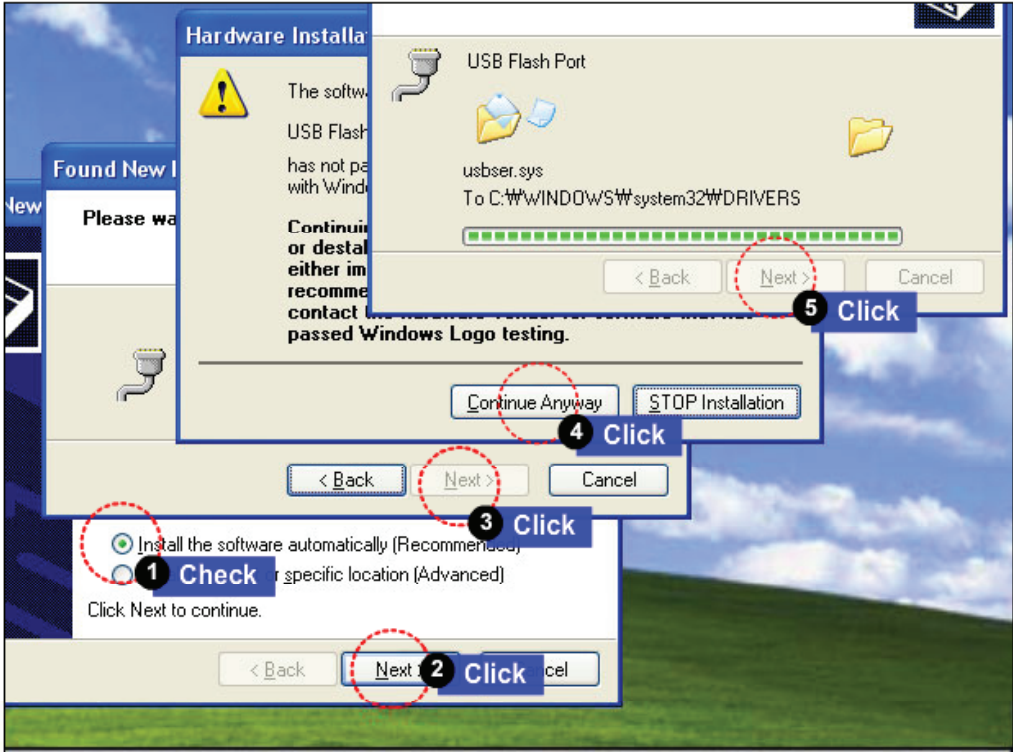 Hardware Installa
USB Flash Port
The softw
USB Flash
has not pa
with Wind
usbser.sys
To C:₩WINDOWS₩system32₩DRIVERS
Found New
New
Please wa
Continui
or destal
either im
recomme
contact
passed Windows Logo testing.
< Back Next > Cancel
5 Click
Continue Anyway STOP Installation
4 Click
< Back Next > Cancel
3 Click
Install the software automatically (Recommended)
1 Check
specific location (Advanced)
Click Next to continue.
< Back Next
2 Click
cel